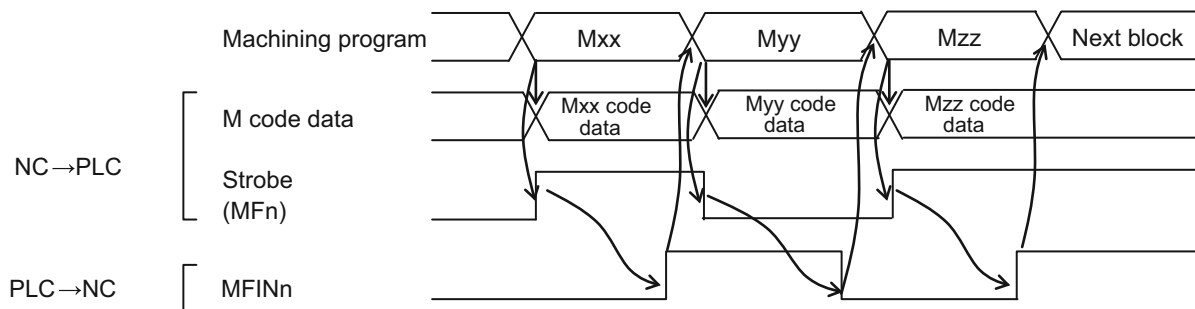 Machining program
Mxx
Myy
Mzz
Next block
M code data
Mxx code
data
Myy code
data
Mzz code
data
NC→PLC
Strobe
(MFn)
PLC→NC
MFINn